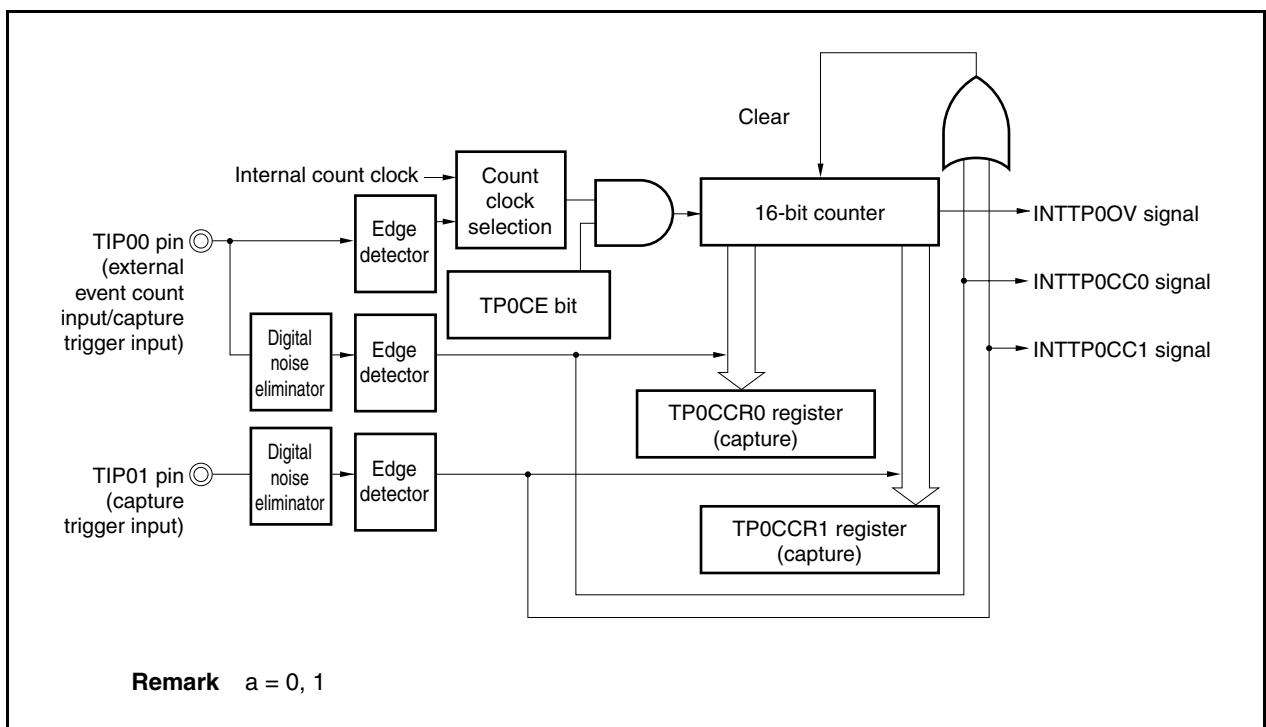 Clear
Internal count clock
Count
clock
selection
16-bit counter
INTTP0OV signal
TIP00 pin
(external
event count
input/capture
trigger input)
Edge
detector
TP0CE bit
INTTP0CC0 signal
Digital
noise
eliminator
Edge
detector
INTTP0CC1 signal
TP0CCR0 register
(capture)
TIP01 pin
(capture
trigger input)
Digital
noise
eliminator
Edge
detector
TP0CCR1 register
(capture)
Remark a = 0, 1